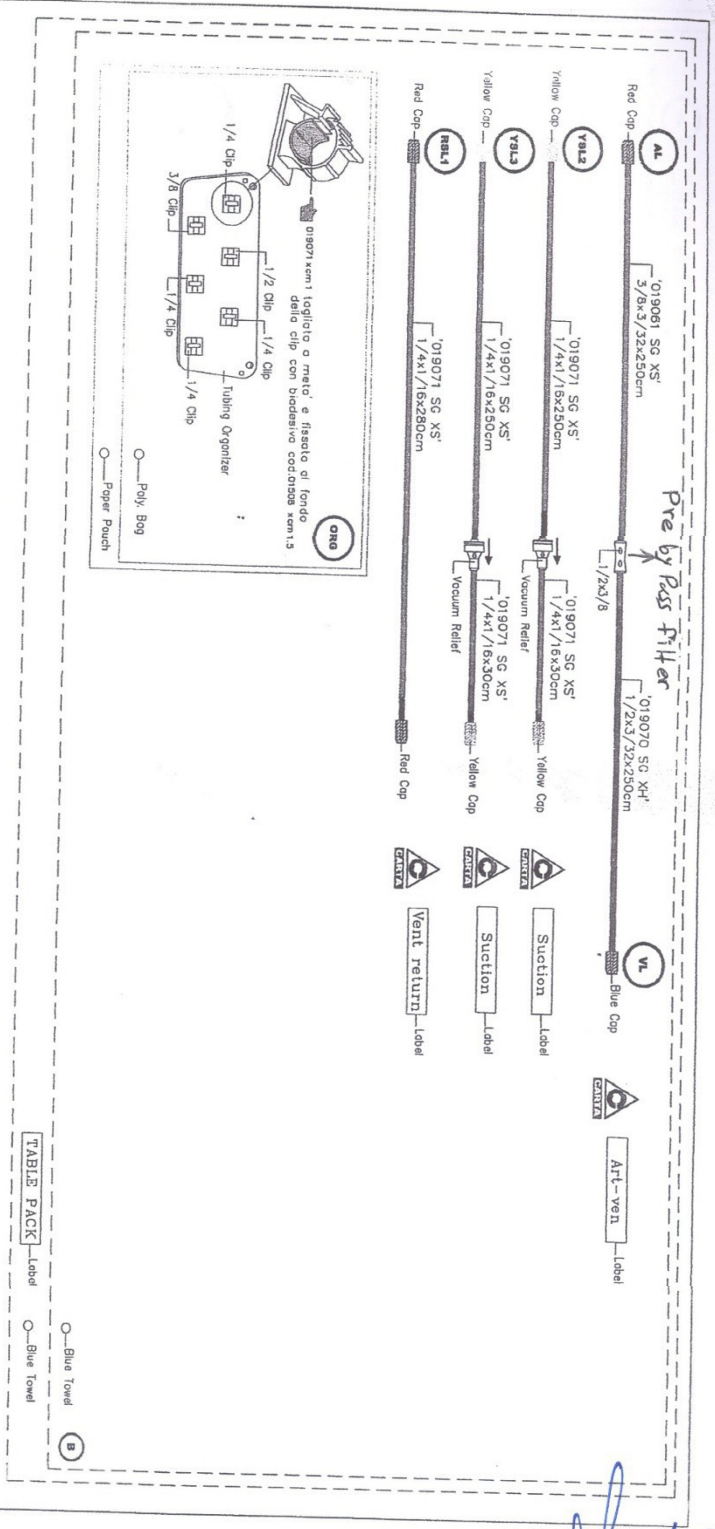 Pre by Pass filter
AL
Red Cap
'019061 SG XS'
3/8x3/32x250cm
1/2x3/8
'019070 SG XH'
1/2x3/32x250cm
VL
Blue Cap
CARTA
Art-ven
Label
YSL2
Yellow Cap
'019071 SG XS'
1/4x1/16x250cm
Vacuum Relief
'019071 SG XS'
1/4x1/16x30cm
Yellow Cap
CARTA
Suction
Label
YSL3
Yellow Cap
'019071 SG XS'
1/4x1/16x250cm
Vacuum Relief
'019071 SG XS'
1/4x1/16x30cm
Yellow Cap
CARTA
Suction
Label
RSL1
Red Cap
'019071 SG XS'
1/4x1/16x280cm
Red Cap
CARTA
Vent return
Label
ORG
019071xcm1 tagliata a meta' e fissata al fondo
della clip con biadesivo cod.01508 xcm1.5
1/4 Clip
1/2 Clip
1/4 Clip
Tubing Organizer
3/8 Clip
1/4 Clip
1/4 Clip
Poly. Bag
Paper Pouch
Blue Towel
B
TABLE PACK
Label
Blue Towel